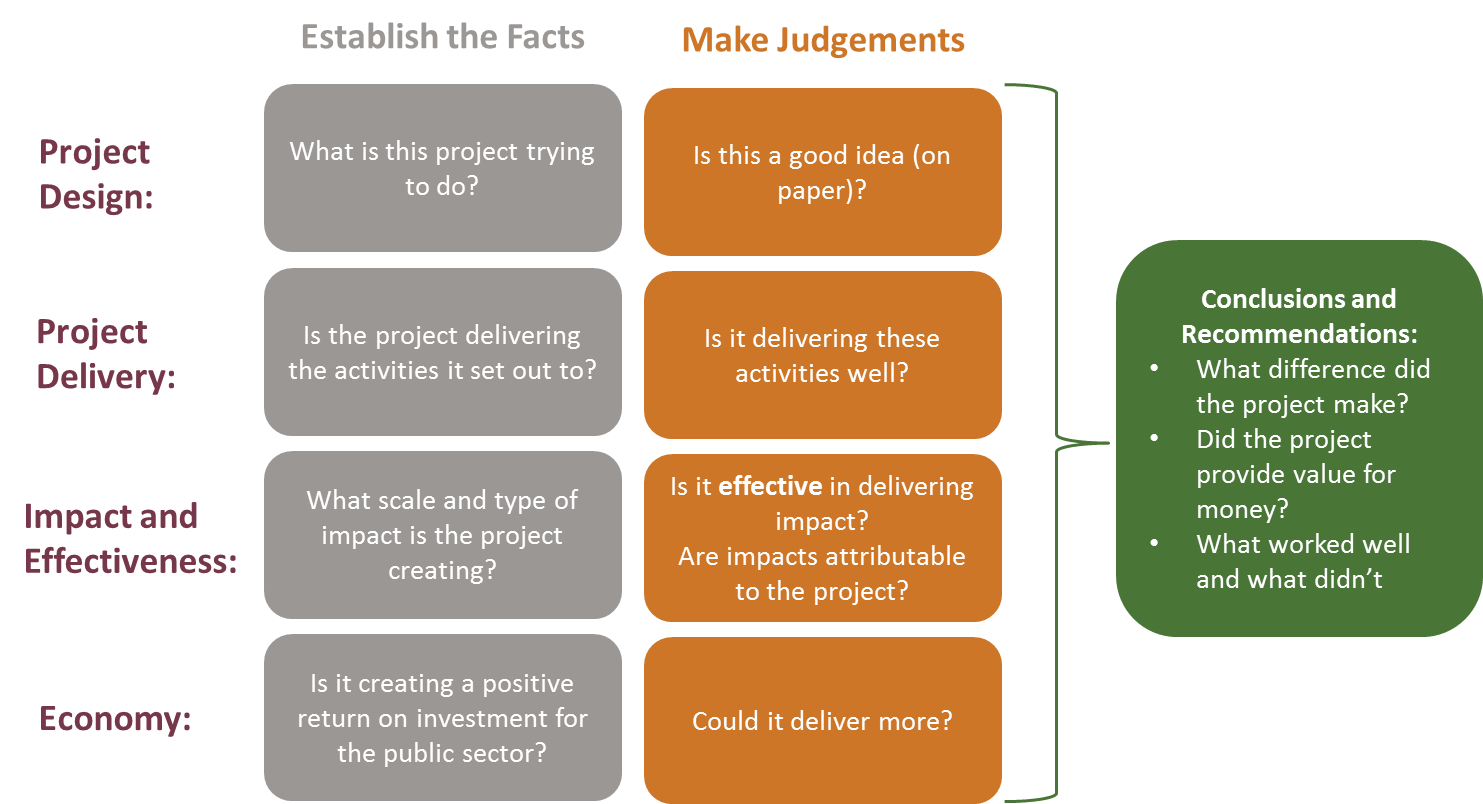 Establish the Facts
Make Judgements
Project
Design:
What is this project trying
to do?
Is this a good idea (on
paper)?
Project
Delivery:
Is the project delivering
the activities it set out to?
Is it delivering these
activities well?
Impact and
Effectiveness:
What scale and type of
impact is the project
creating?
Is it effective in delivering
impact?
Are impacts attributable
to the project?
Economy:
Is it creating a positive
return on investment for
the public sector?
Could it deliver more?
Conclusions and
Recommendations:
• What difference did
the project make?
• Did the project
provide value for
money?
• What worked well
and what didn’t